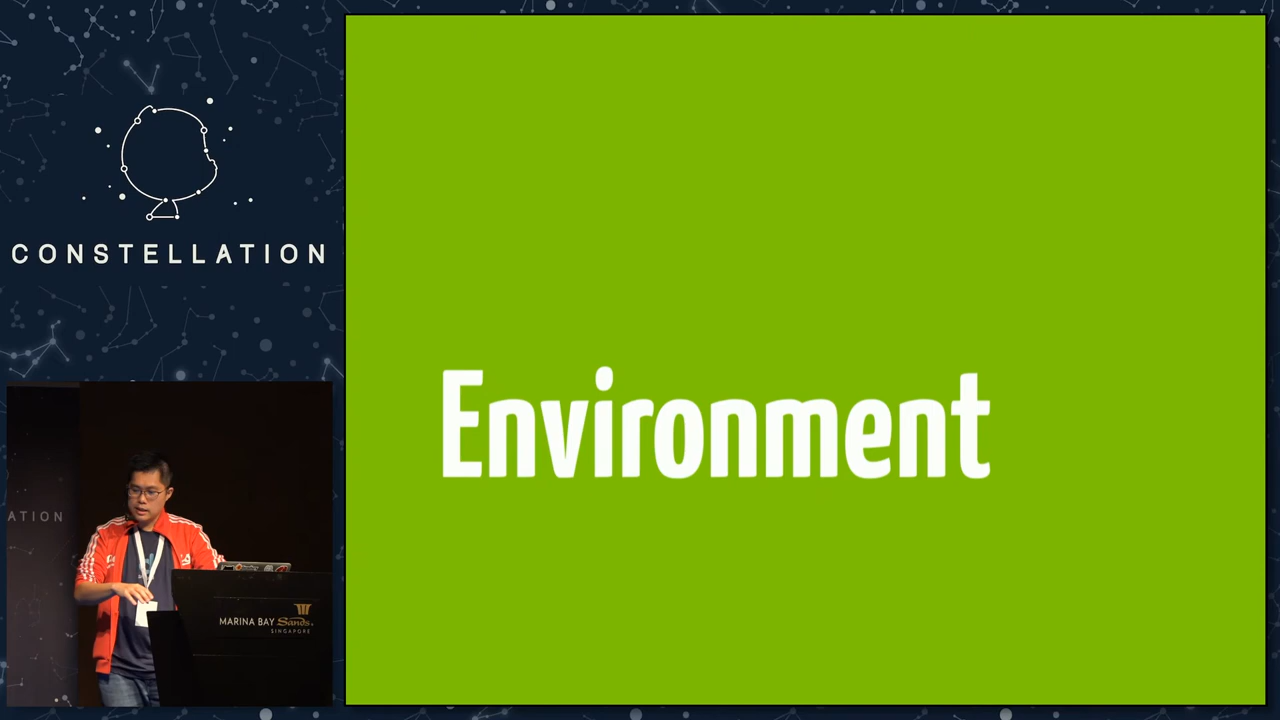 CONSTELLATION
Environment
ATION
MARINA BAY Sands.
SINGAPORE